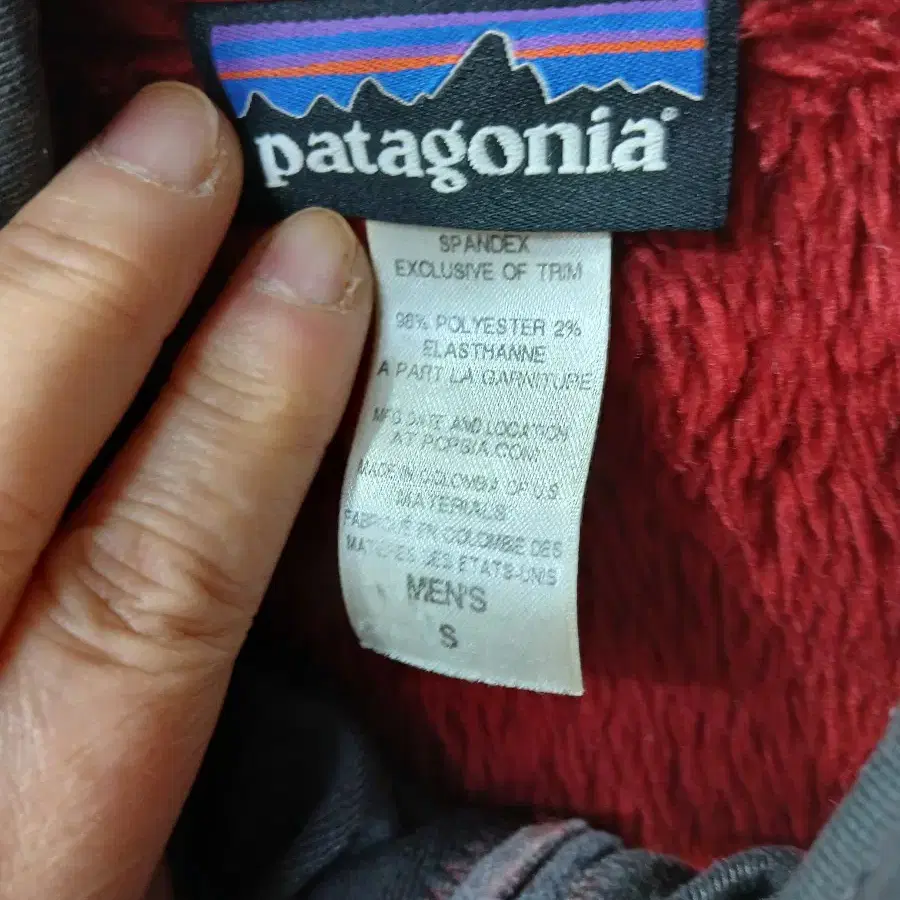 patagonia®
SPANDEX
EXCLUSIVE OF TRIM
98% POLYESTER 2%
ELASTHANNE
A PART LA GARNITURE
MFG DATE AND LOCATION
AT PCPSIA.COM
MADE IN COLOMBIA OF U.S.
MATERIALS
FABRIQUE EN COLOMBIE DES
MATIERES DES ETATS-UNIS
MEN'S
S